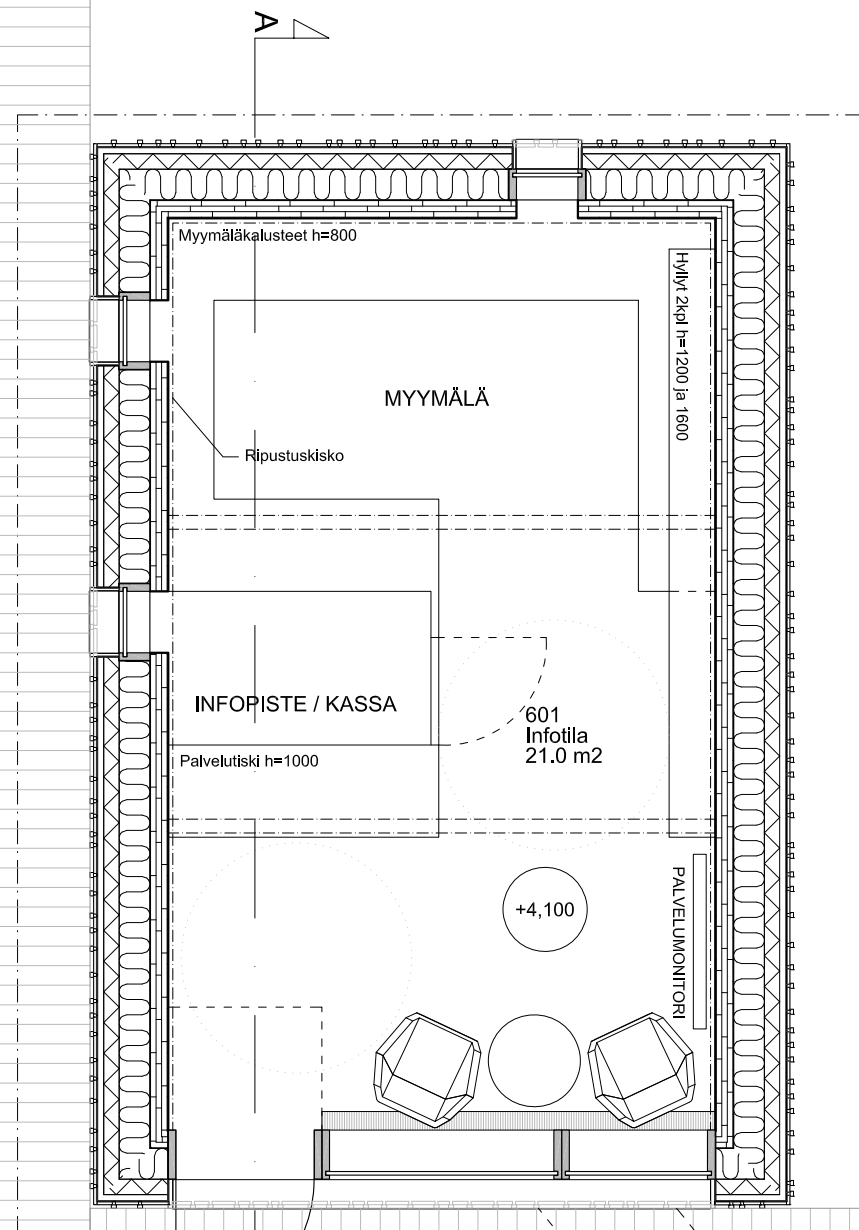 A
Myymäläkalusteet h=800
Hyllyt 2kpl h=1200 ja 1600
MYYMÄLÄ
Ripustuskisko
INFOPISTE / KASSA
601
Infotila
21.0 m2
Palvelutiski h=1000
PALVELUMONITORI
+4,100